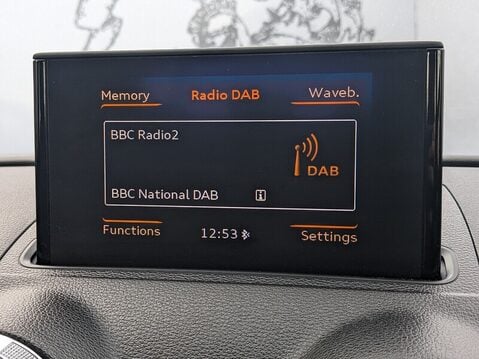 Memory
Radio DAB
Waveb.
BBC Radio2
DAB
BBC National DAB
Functions
12:53
Settings